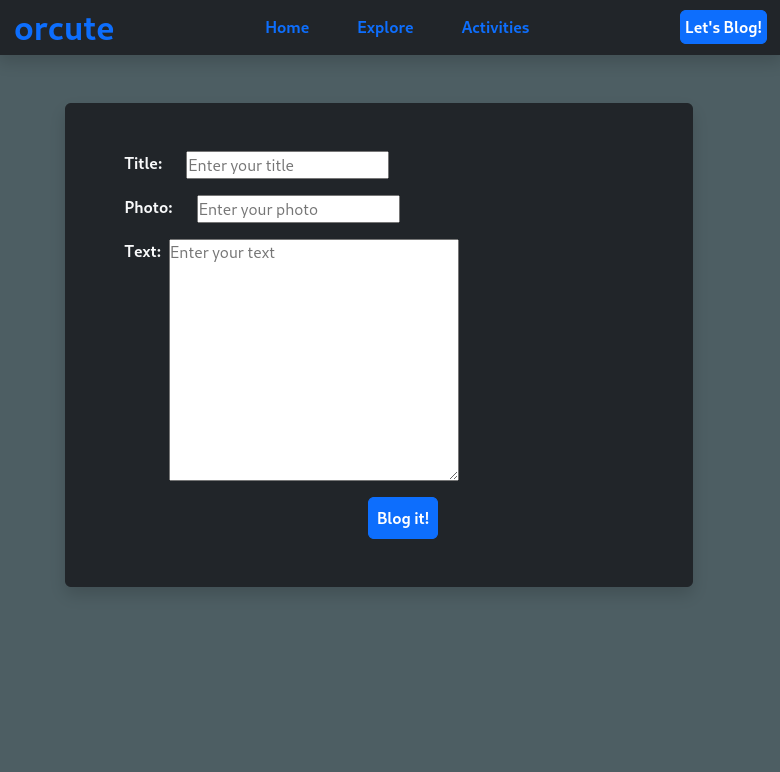 orcute Home Explore Activities Let's Blog!
Title: Enter your title
Photo: Enter your photo
Text: Enter your text
Blog it!